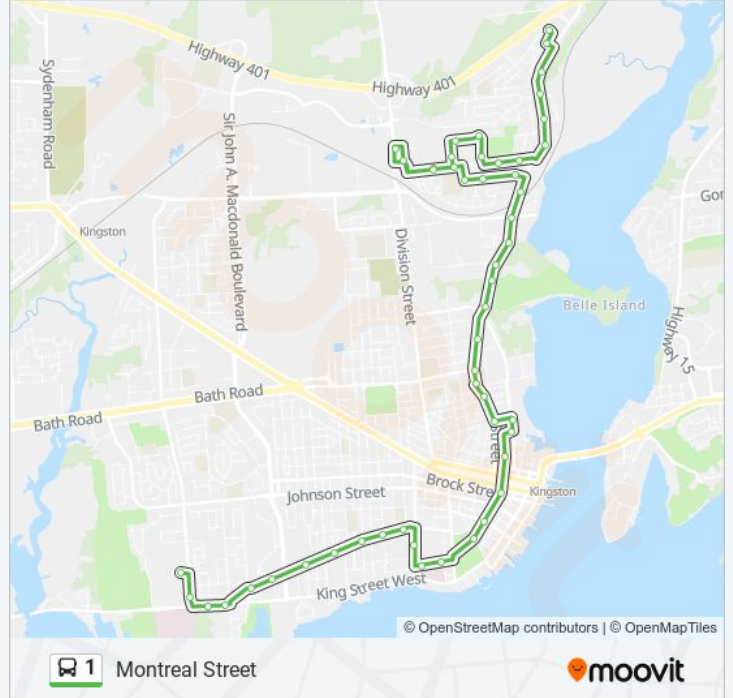 Highway 401
Highway 401
Sydenham Road
Sir John A. Macdonald Boulevard
Kingston
Division Street
Belle Island
Highway 15
Bath Road
Bath Road
Street
Brock Stre
Kingston
Johnson Street
King Street West
Gor
© OpenStreetMap contributors | © OpenMapTiles
1 Montreal Street
moovit